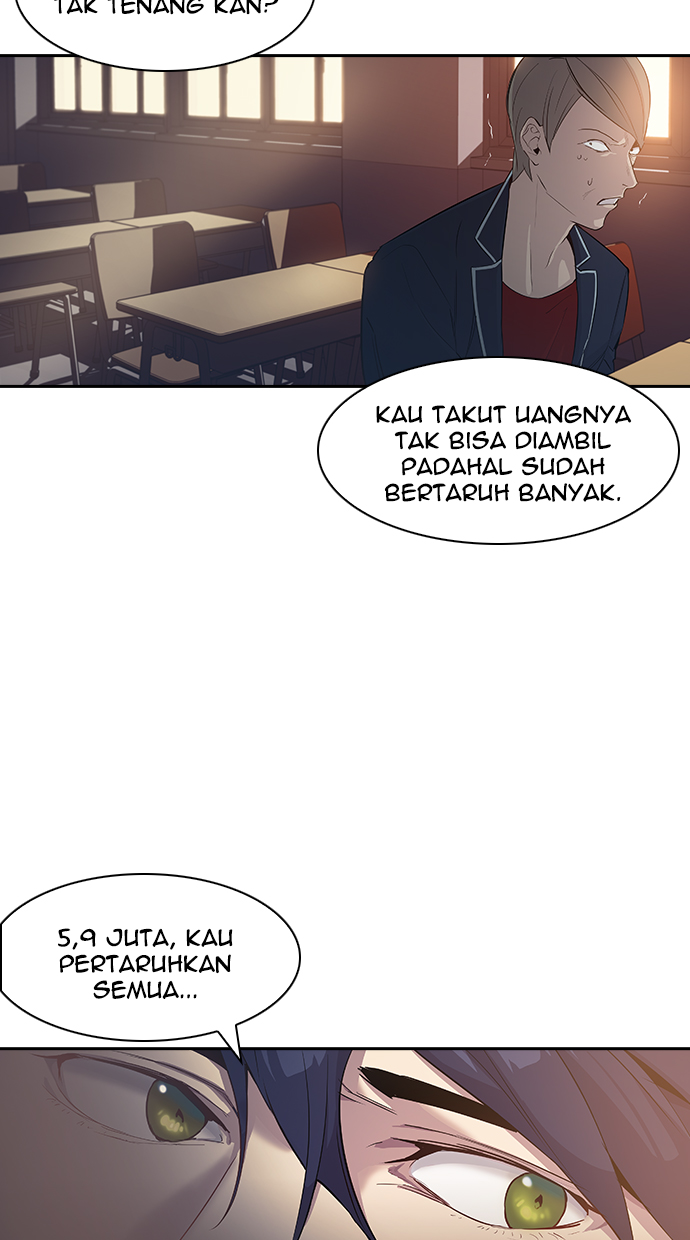 TAK TENANG KAN?
KAU TAKUT UANGNYA
TAK BISA DIAMBIL
PADAHAL SUDAH
BERTARUH BANYAK.
5,9 JUTA, KAU
PERTARUHKAN
SEMUA...